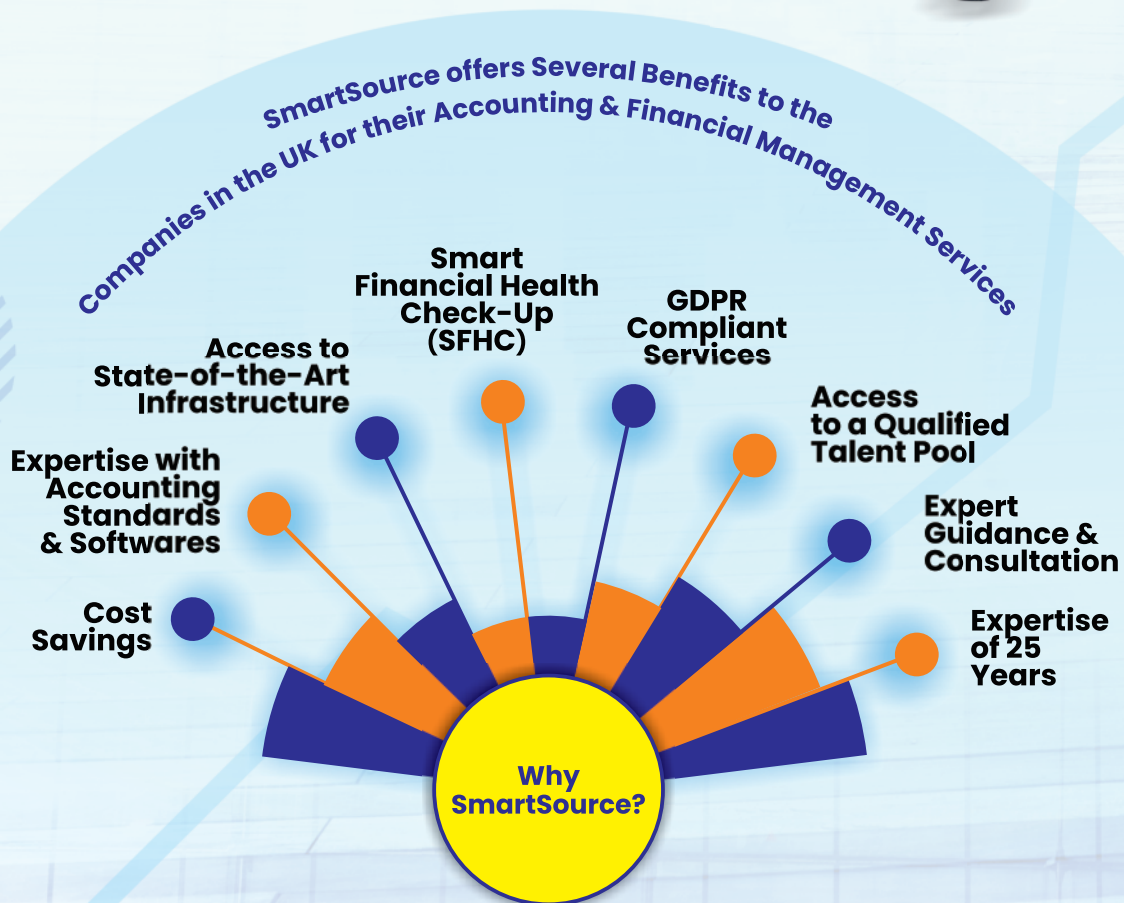 SmartSource offers Several Benefits to the
Companies in the UK for their Accounting & Financial Management Services
Smart
Financial Health
Check-Up
(SFHC)
GDPR
Compliant
Services
Access to
State-of-the-Art
Infrastructure
Access
to a Qualified
Talent Pool
Expertise with
Accounting
Standards
& Softwares
Expert
Guidance &
Consultation
Cost
Savings
Expertise
of 25
Years
Why
SmartSource?